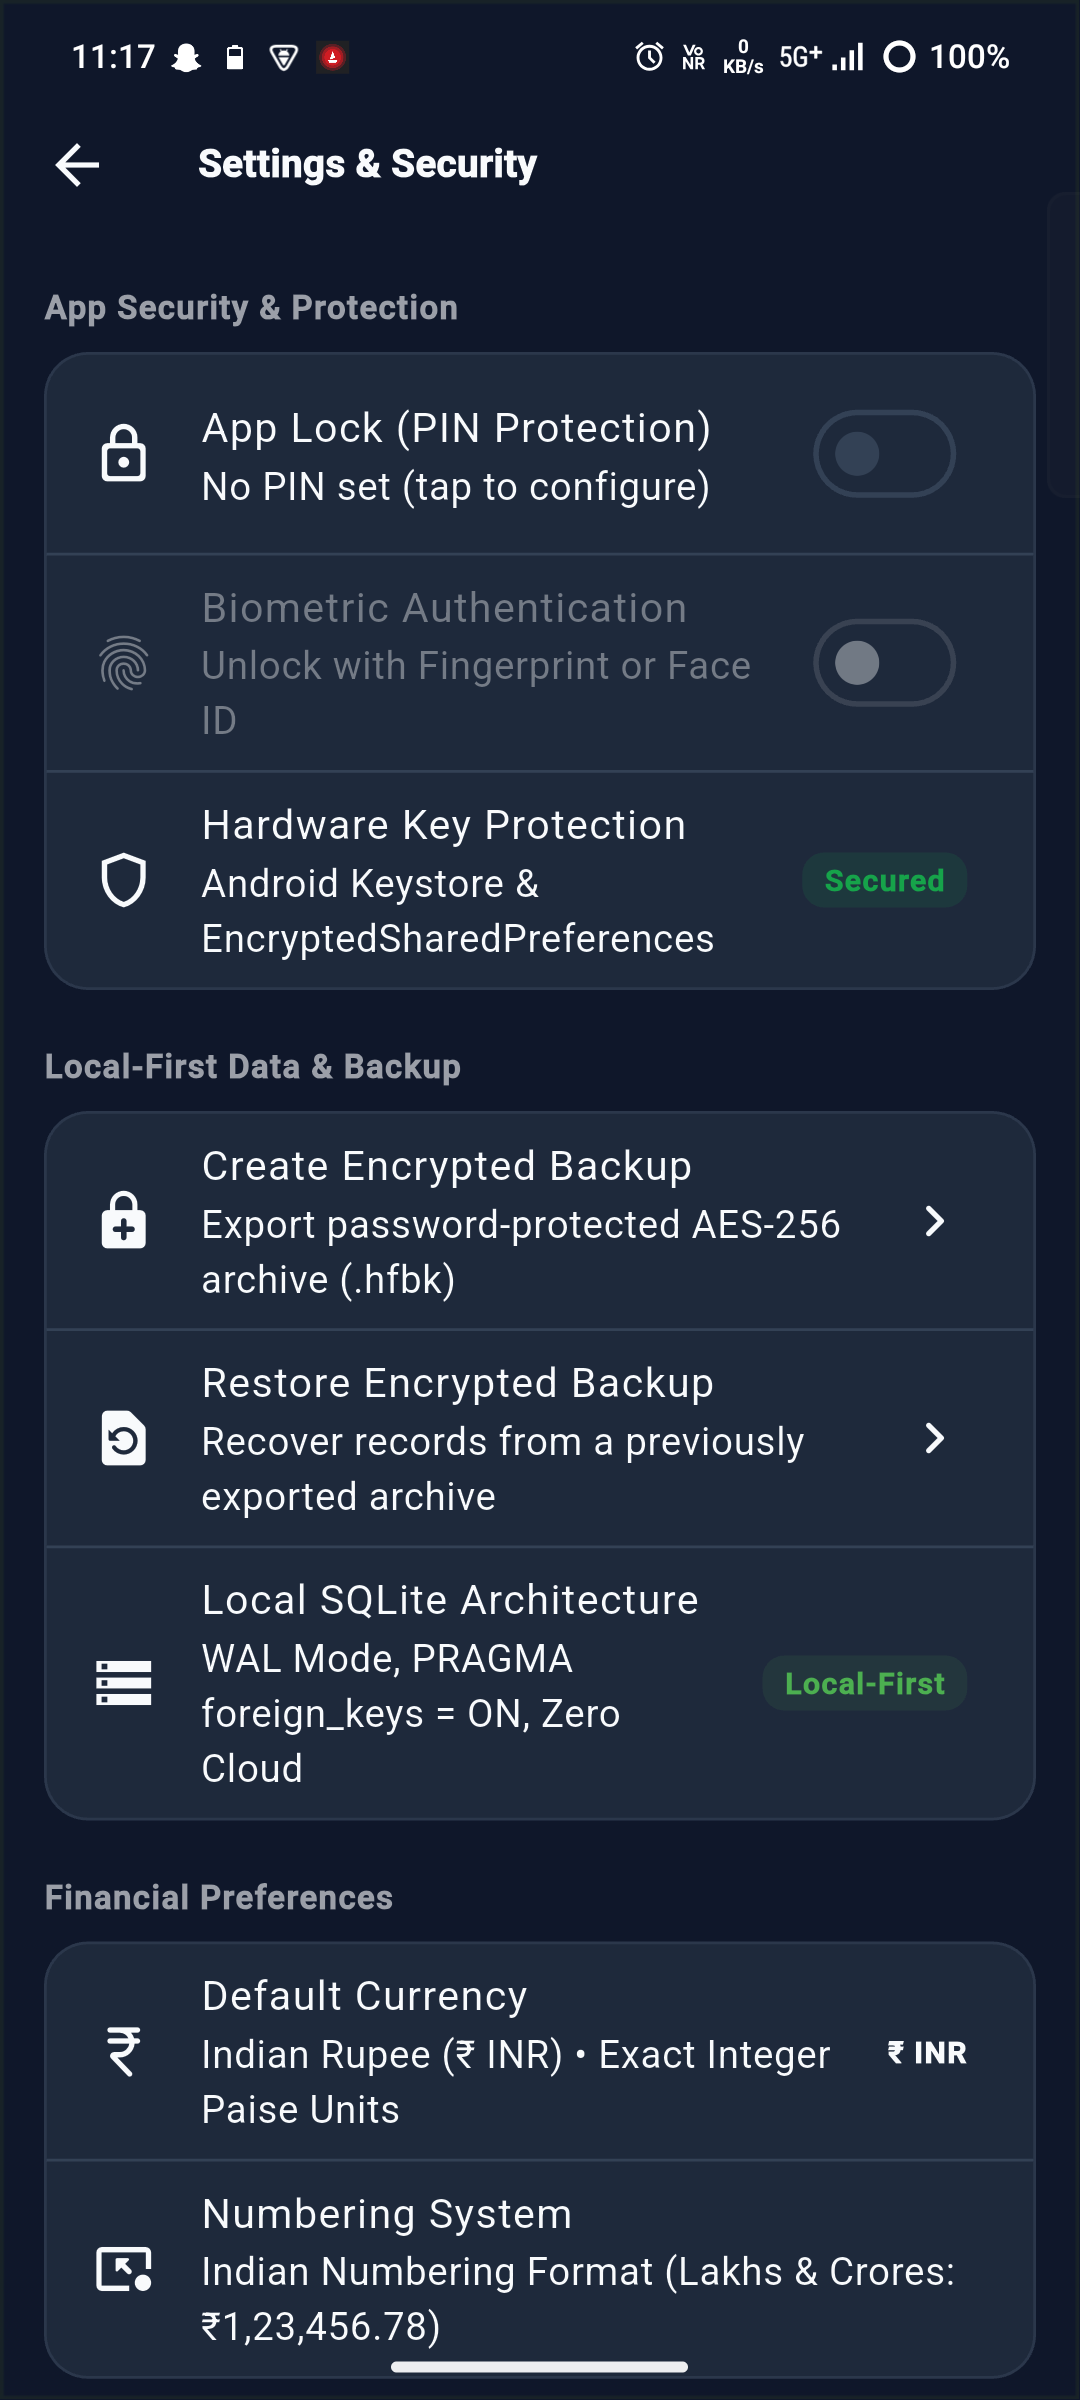 11:17
Vo
NR
0
KB/s
5G+
100%
Settings & Security
App Security & Protection
App Lock (PIN Protection)
No PIN set (tap to configure)
Biometric Authentication
Unlock with Fingerprint or Face
ID
Hardware Key Protection
Android Keystore &
EncryptedSharedPreferences
Secured
Local-First Data & Backup
Create Encrypted Backup
Export password-protected AES-256
archive (.hfbk)
Restore Encrypted Backup
Recover records from a previously
exported archive
Local SQLite Architecture
WAL Mode, PRAGMA
foreign_keys = ON, Zero
Cloud
Local-First
Financial Preferences
Default Currency
Indian Rupee (₹ INR) • Exact Integer
Paise Units
₹ INR
Numbering System
Indian Numbering Format (Lakhs & Crores:
₹1,23,456.78)